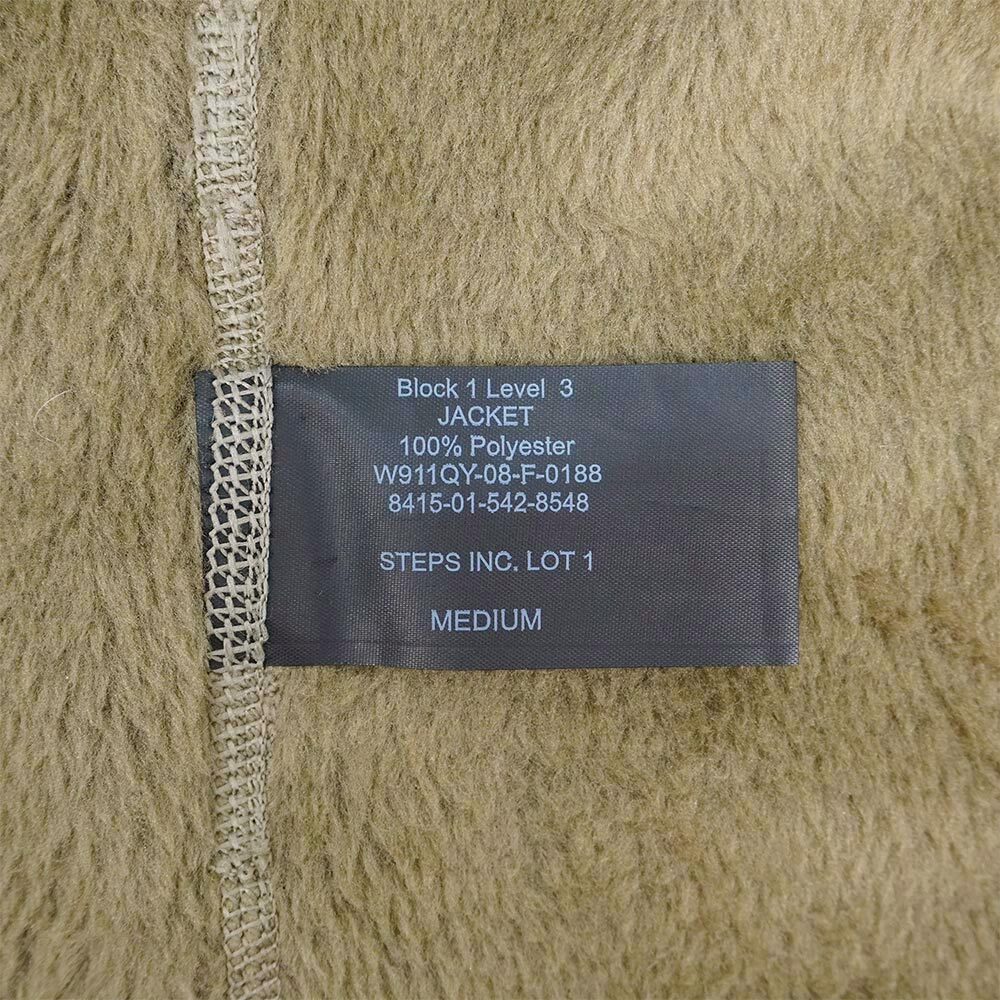 Block 1 Level 3
JACKET
100% Polyester
W911QY-08-F-0188
8415-01-542-8548
STEPS INC. LOT 1
MEDIUM